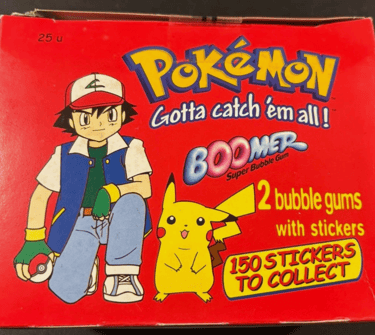 25 u
POKéMON
Gotta catch 'em all!
BOOMER
Super Bubble Gum
2 bubble gums
with stickers
150 STICKERS
TO COLLECT